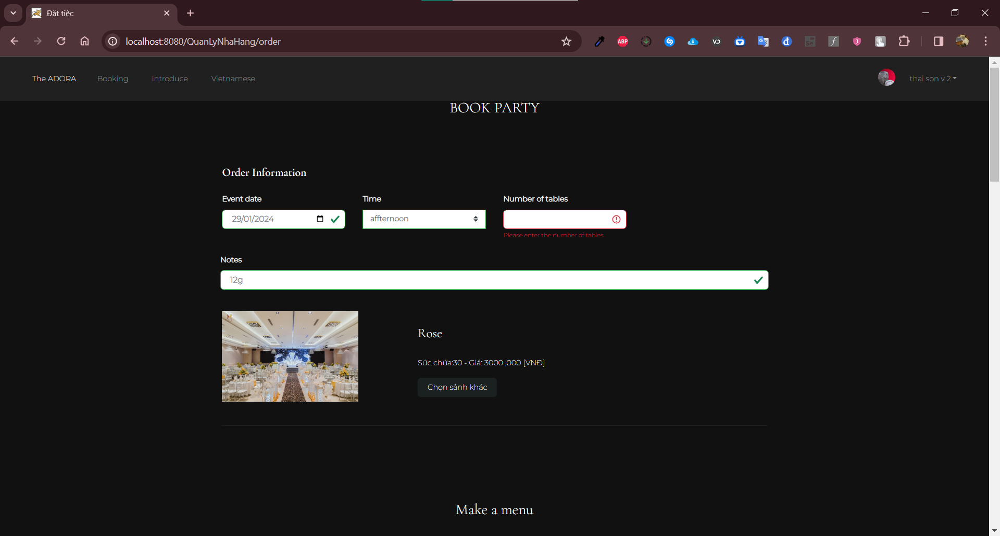 Đặt tiệc
localhost:8080/QuanLyNhaHang/order
ABP
The ADORA
Booking
Introduce
Vietnamese
thai son v 2
BOOK PARTY
Order Information
Event date
Time
Number of tables
29/01/2024
affternoon
Please enter the number of tables
Notes
12g
Rose
Sức chứa:30 - Giá: 3000 ,000 [VNĐ]
Chọn sảnh khác
Make a menu